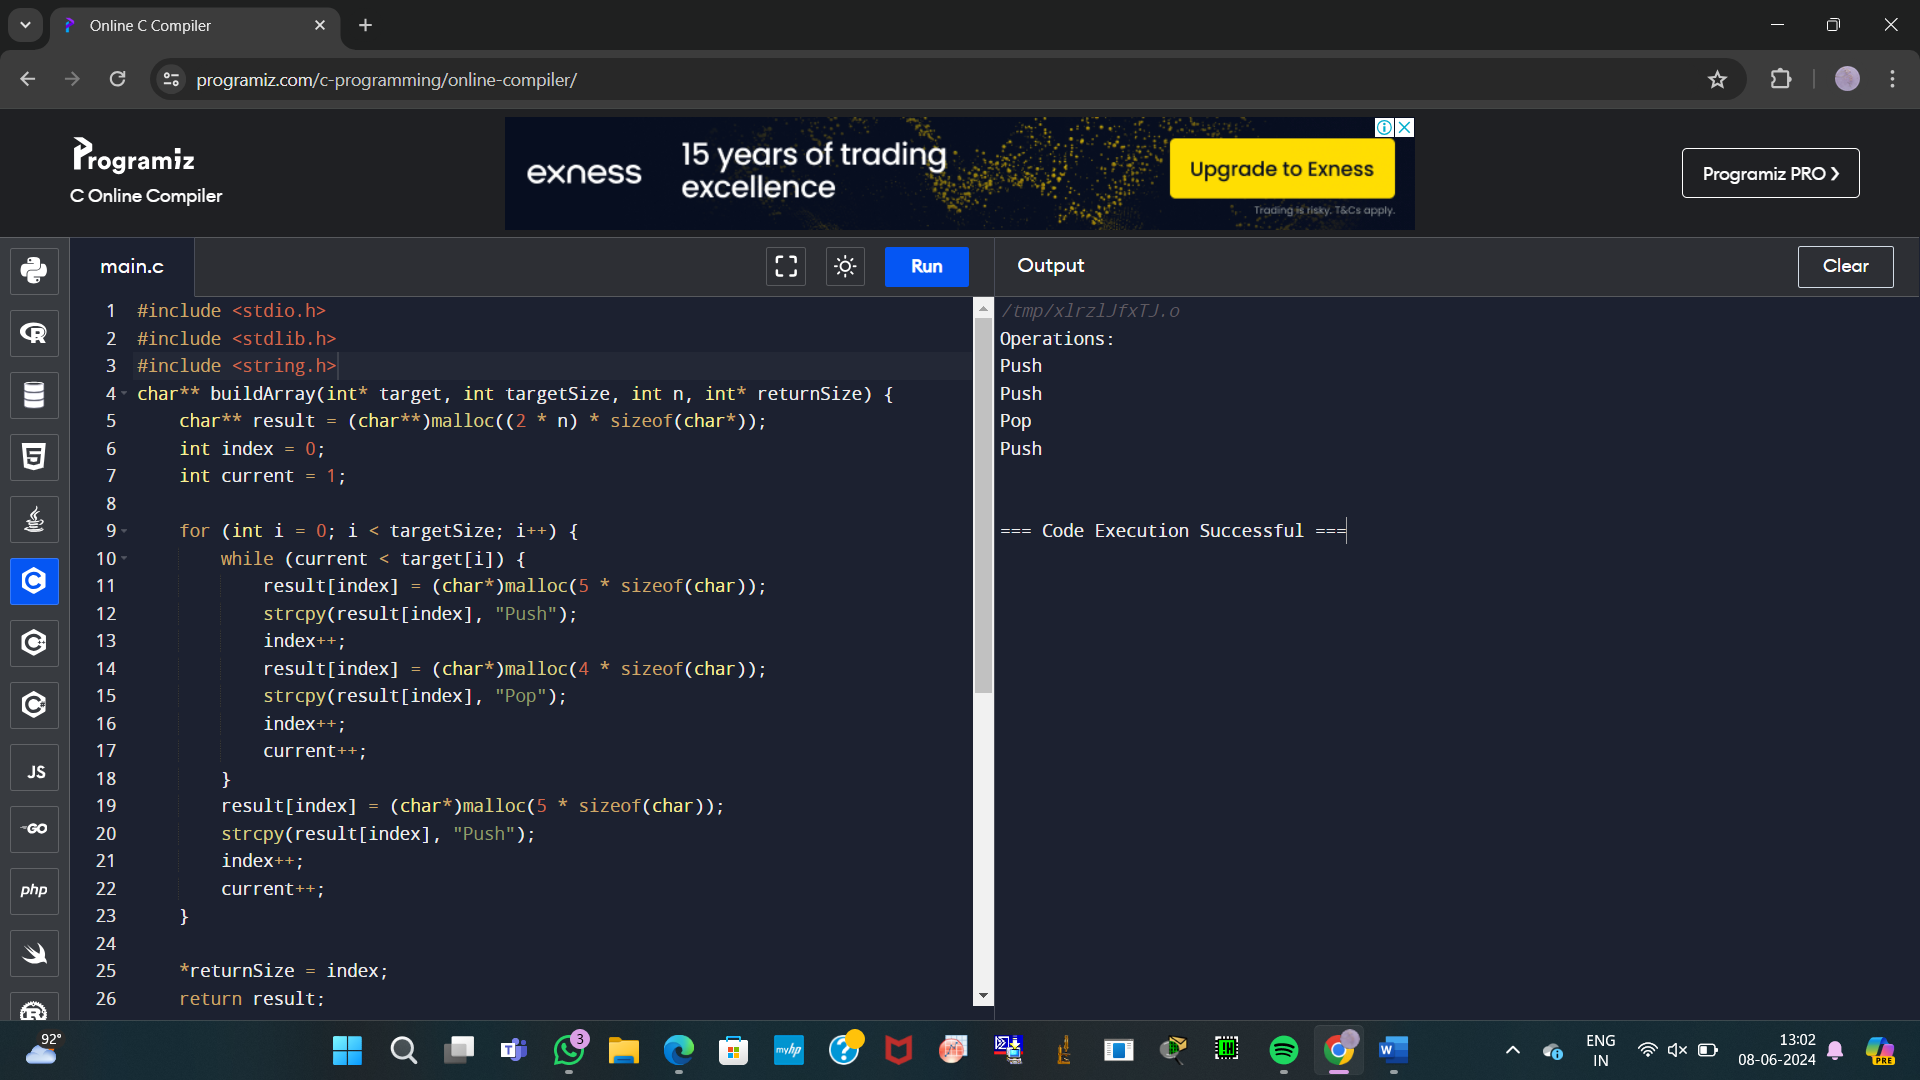 Online C Compiler
programiz.com/c-programming/online-compiler/
Programiz
C Online Compiler
exness
15 years of trading
excellence
Upgrade to Exness
Trading is risky. T&Cs apply.
Programiz PRO
main.c
Run
Output
Clear
1 #include <stdio.h>
2 #include <stdlib.h>
3 #include <string.h>
4 char** buildArray(int* target, int targetSize, int n, int* returnSize) {
5 char** result = (char**)malloc((2 * n) * sizeof(char*));
6 int index = 0;
7 int current = 1;
8
9 for (int i = 0; i < targetSize; i++) {
10 while (current < target[i]) {
11 result[index] = (char*)malloc(5 * sizeof(char));
12 strcpy(result[index], "Push");
13 index++;
14 result[index] = (char*)malloc(4 * sizeof(char));
15 strcpy(result[index], "Pop");
16 index++;
17 current++;
18 }
19 result[index] = (char*)malloc(5 * sizeof(char));
20 strcpy(result[index], "Push");
21 index++;
22 current++;
23 }
24
25 *returnSize = index;
26 return result;
/tmp/xlrzlJfxTJ.o
Operations:
Push
Push
Pop
Push
=== Code Execution Successful ===
JS
GO
php
92°
3
myhp
ENG
IN
13:02
08-06-2024
PRE